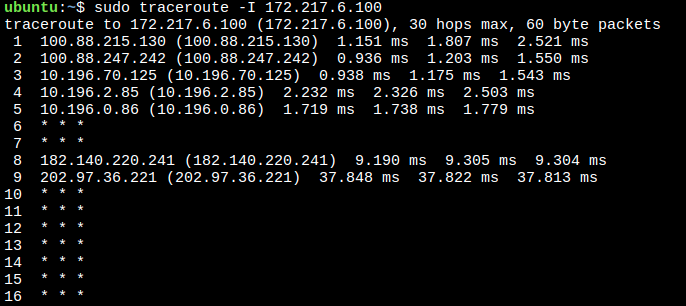 ubuntu:~$ sudo traceroute -I 172.217.6.100
traceroute to 172.217.6.100 (172.217.6.100), 30 hops max, 60 byte packets
 1  100.88.215.130 (100.88.215.130)  1.151 ms  1.807 ms  2.521 ms
 2  100.88.247.242 (100.88.247.242)  0.936 ms  1.203 ms  1.550 ms
 3  10.196.70.125 (10.196.70.125)  0.938 ms  1.175 ms  1.543 ms
 4  10.196.2.85 (10.196.2.85)  2.232 ms  2.326 ms  2.503 ms
 5  10.196.0.86 (10.196.0.86)  1.719 ms  1.738 ms  1.779 ms
 6  * * *
 7  * * *
 8  182.140.220.241 (182.140.220.241)  9.190 ms  9.305 ms  9.304 ms
 9  202.97.36.221 (202.97.36.221)  37.848 ms  37.822 ms  37.813 ms
10  * * *
11  * * *
12  * * *
13  * * *
14  * * *
15  * * *
16  * * *